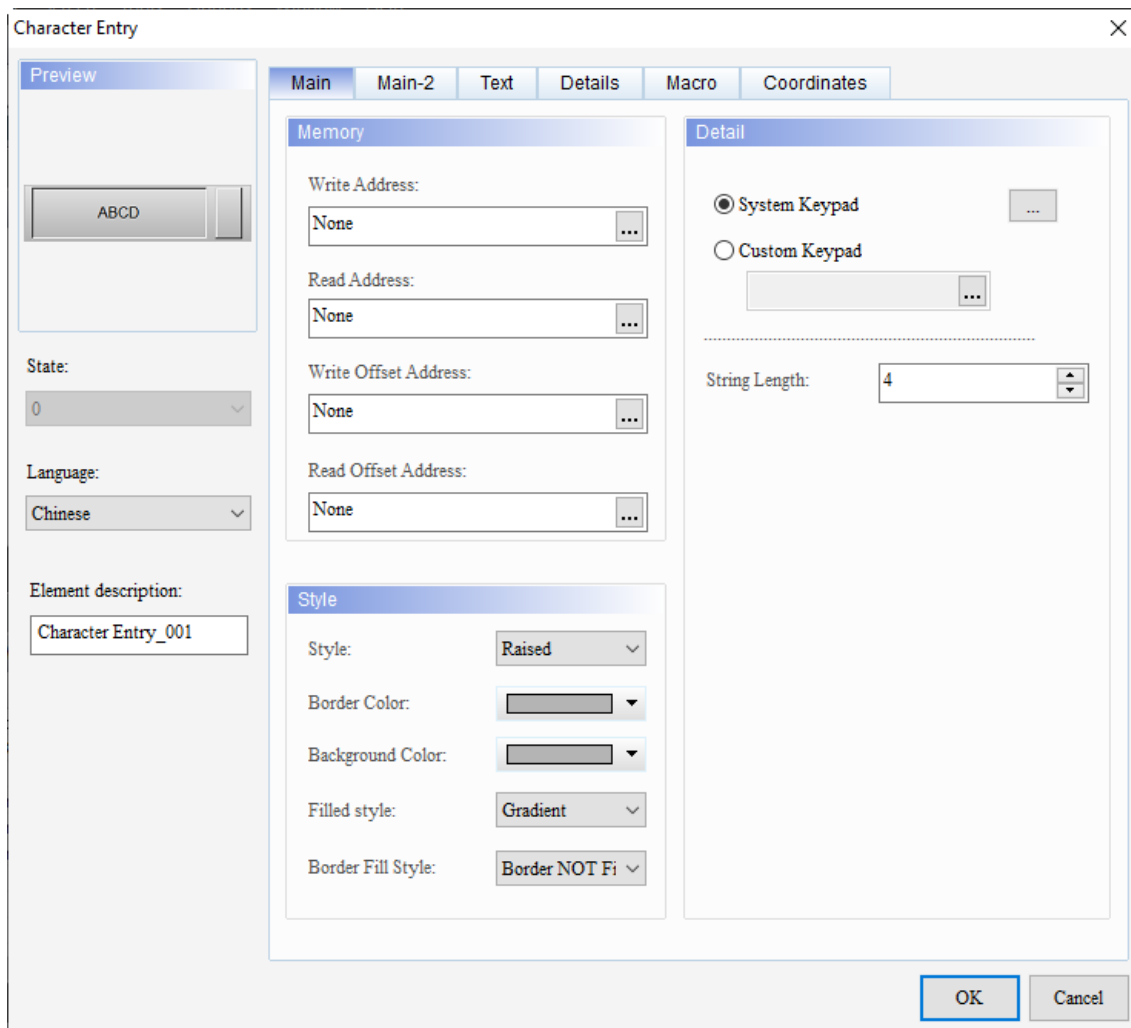 Character Entry
Preview
ABCD
State:
0
Language:
Chinese
Element description:
Character Entry_001
Main Main-2 Text Details Macro Coordinates
Memory
Write Address:
None ...
Read Address:
None ...
Write Offset Address:
None ...
Read Offset Address:
None ...
Style
Style: Raised
Border Color:
Background Color:
Filled style: Gradient
Border Fill Style: Border NOT Fi
Detail
System Keypad ...
Custom Keypad
...
String Length: 4
OK Cancel